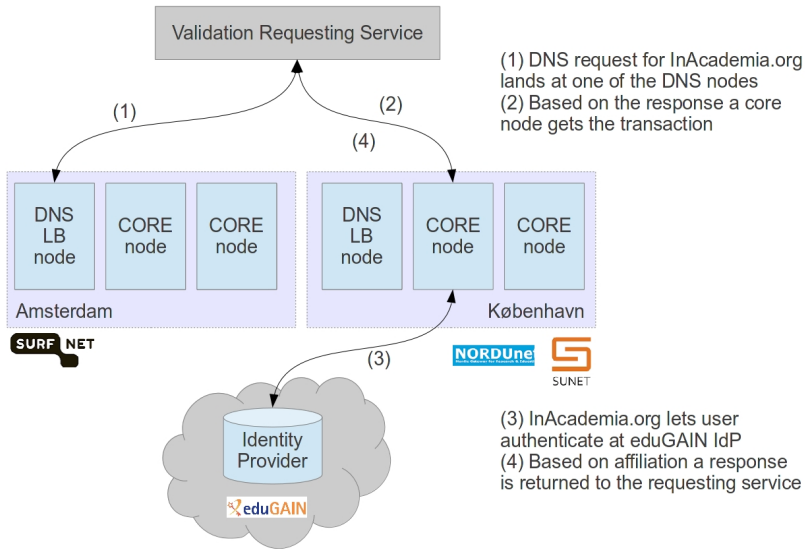 Validation Requesting Service
(1) DNS request for InAcademia.org
lands at one of the DNS nodes
(2) Based on the response a core
node gets the transaction
(1)
(2)
(4)
DNS
LB
node
CORE
node
CORE
node
Amsterdam
DNS
LB
node
CORE
node
CORE
node
København
SURF NET
(3)
NORDUnet
SUNET
Identity
Provider
eduGAIN
(3) InAcademia.org lets user
authenticate at eduGAIN IdP
(4) Based on affiliation a response
is returned to the requesting service